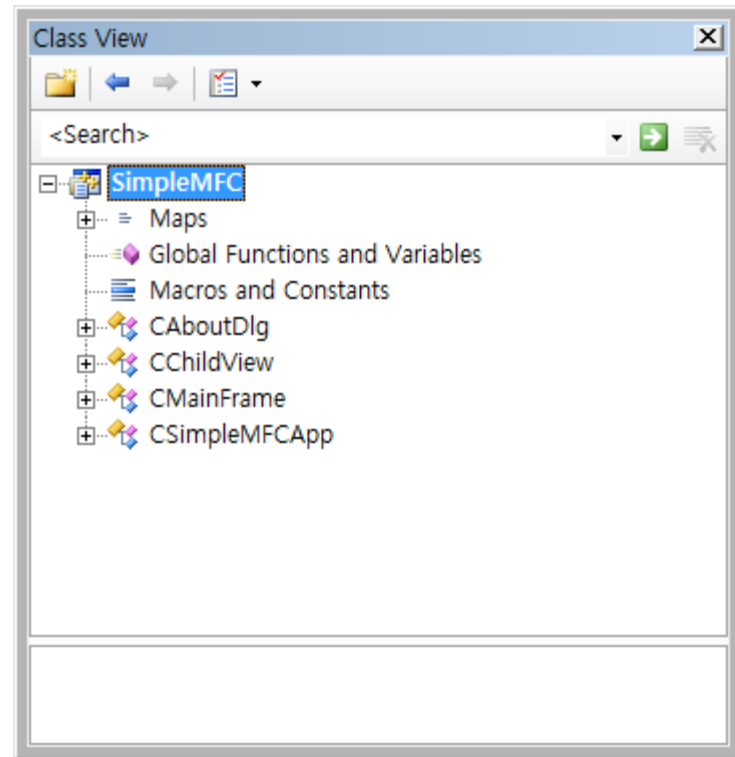 Class View
<Search>
SimpleMFC
Maps
Global Functions and Variables
Macros and Constants
CAboutDlg
CChildView
CMainFrame
CSimpleMFCApp